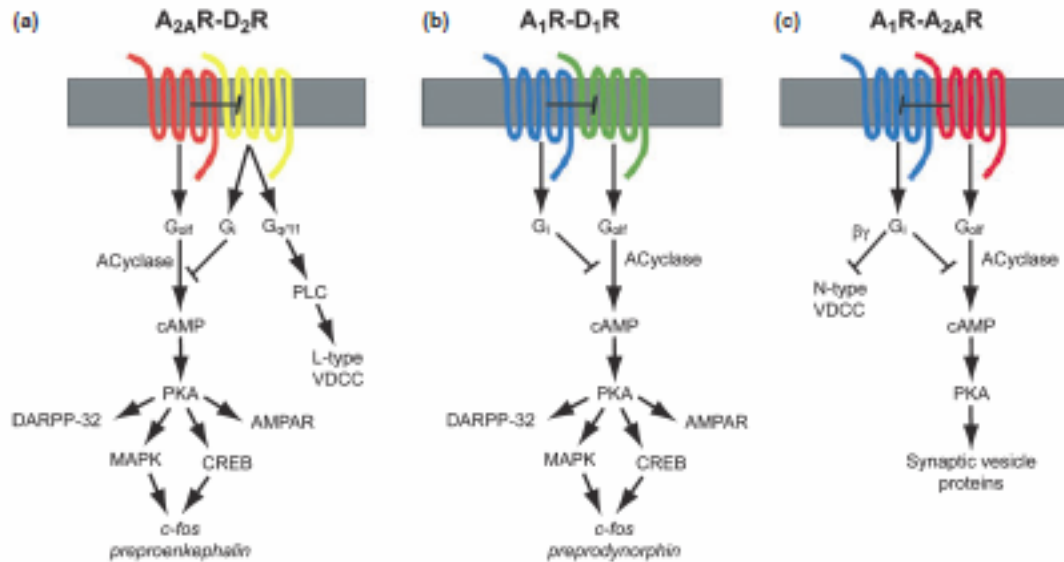 (a) A2AR-D2R
Golf Gi Gq/11
ACyclase
PLC
cAMP
L-type
VDCC
PKA
DARPP-32 AMPAR
MAPK CREB
c-fos
preproenkephalin
(b) A1R-D1R
Gi Golf
ACyclase
cAMP
PKA
DARPP-32 AMPAR
MAPK CREB
c-fos
preprodynorphin
(c) A1R-A2AR
βγ Gi Golf
ACyclase
N-type
VDCC
cAMP
PKA
Synaptic vesicle
proteins